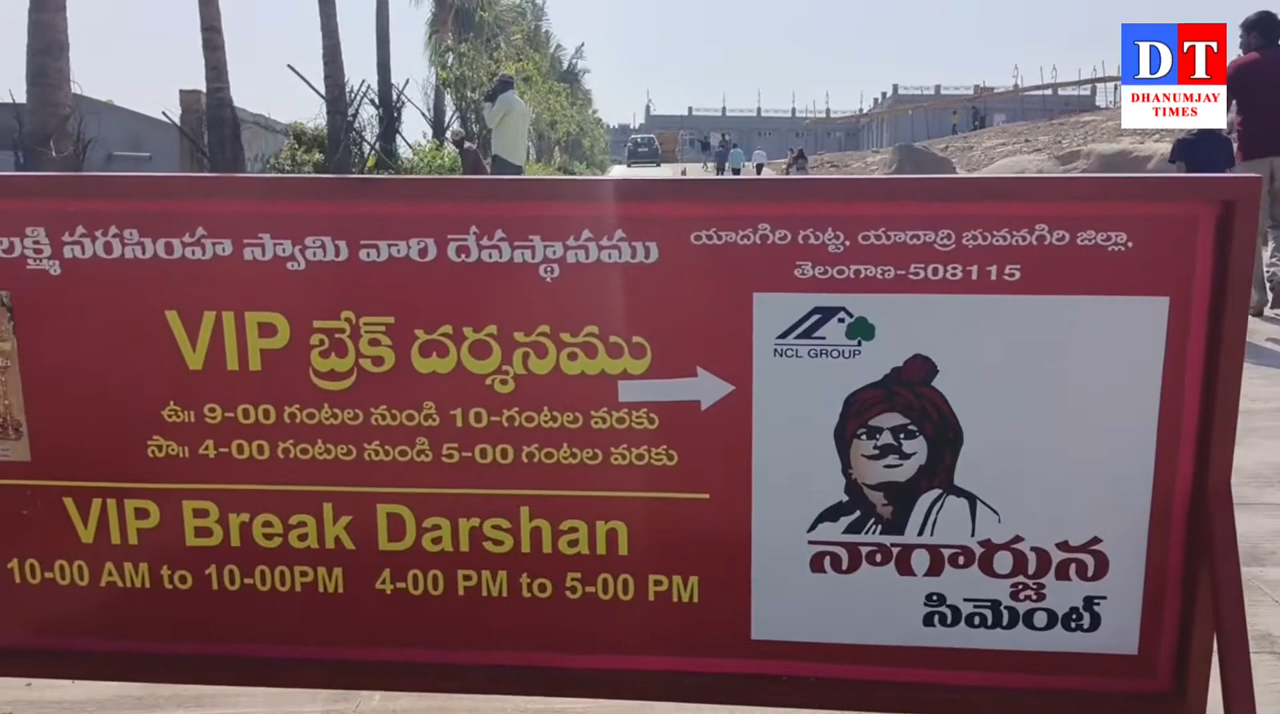 DT
DHANUMJAY
TIMES
లక్ష్మి నరసింహ స్వామి వారి దేవస్థానము
యాదగిరి గుట్ట, యాదాద్రి భువనగిరి జిల్లా,
తెలంగాణ-508115
VIP బ్రేక్ దర్శనము
ఉ॥ 9-00 గంటల నుండి 10-గంటల వరకు
సా॥ 4-00 గంటల నుండి 5-00 గంటల వరకు
VIP Break Darshan
10-00 AM to 10-00PM 4-00 PM to 5-00 PM
NCL GROUP
నాగార్జున
సిమెంట్